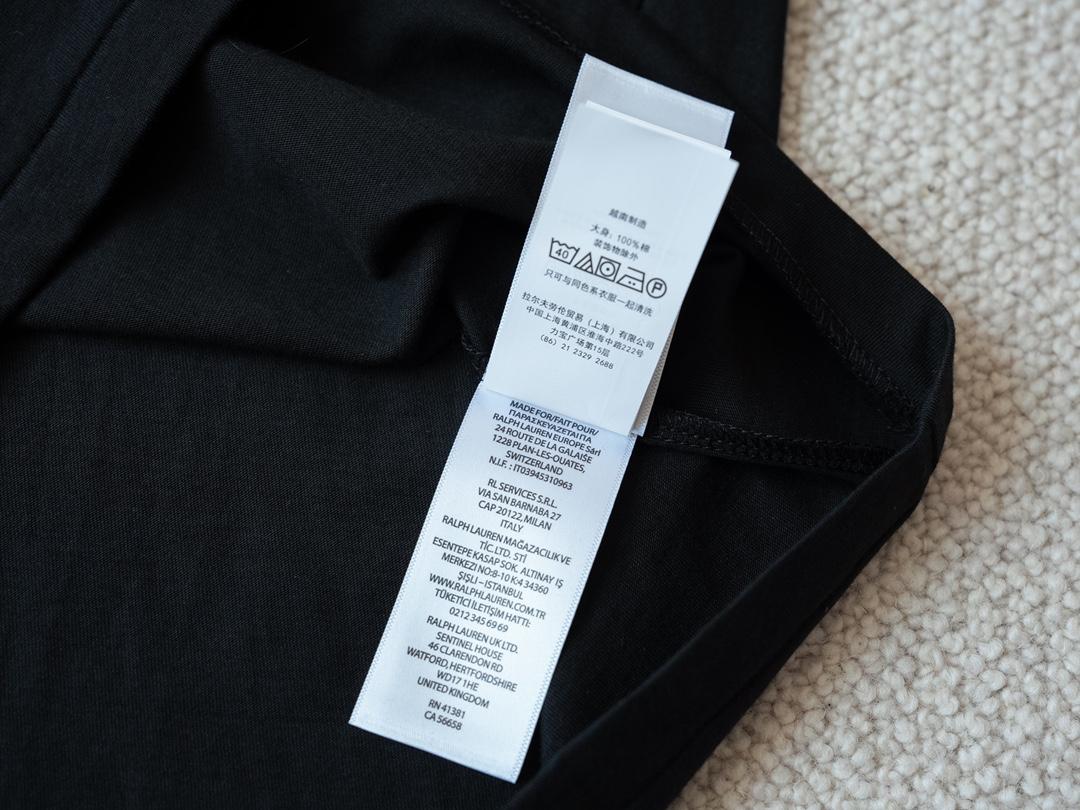 越南制造
大身: 100%棉
装饰物除外
40 P
只可与同色系衣服一起清洗
拉尔夫劳伦贸易（上海）有限公司
中国上海黄浦区淮海中路222号
力宝广场第15层
(86) 21 2329 2688
MADE FOR/FAIT POUR/
ΠΑΡΑΣΚΕΥΑΖΕΤΑΙ ΓΙΑ
RALPH LAUREN EUROPE Sàrl
24 ROUTE DE LA GALAISE
1228 PLAN-LES-OUATES,
SWITZERLAND
N.I.F. : IT03945310963
RL SERVICES S.R.L.
VIA SAN BARNABA 27
CAP 20122, MILAN
ITALY
RALPH LAUREN MAĞAZACILIK VE
TİC. LTD. STİ
ESENTEPE KASAP SOK. ALTINAY IŞ
MERKEZI NO:8-10 K:4 34360
ŞIŞLI – ISTANBUL
WWW.RALPHLAUREN.COM.TR
TÜKETİCİ İLETİŞİM HATTI:
0212 345 69 69
RALPH LAUREN UK LTD.
SENTINEL HOUSE
46 CLARENDON RD
WATFORD, HERTFORDSHIRE
WD17 1HE
UNITED KINGDOM
RN 41381
CA 56658